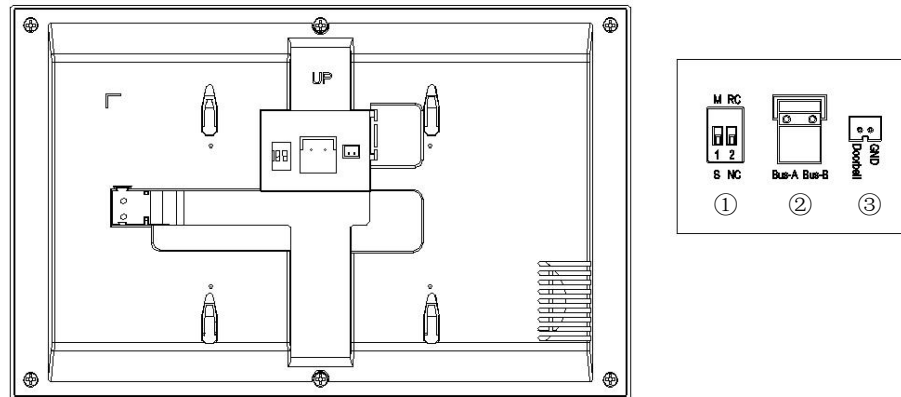 UP
M RC
1 2
S NC
Bus-A Bus-B
Doorbell
GND
① ② ③